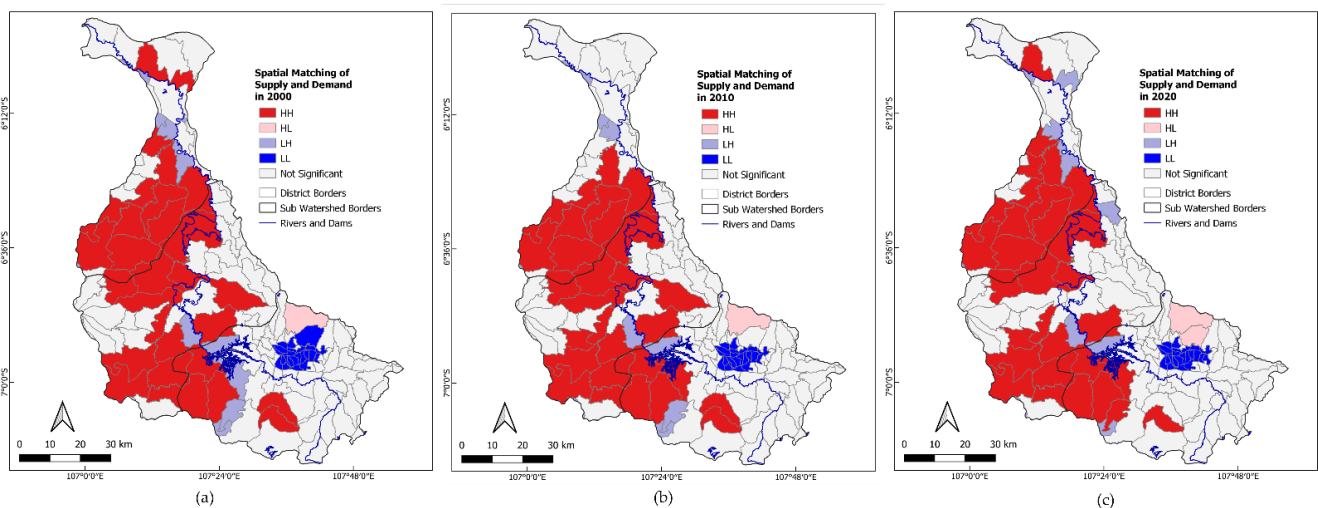 Spatial Matching of
Supply and Demand
in 2000
HH
HL
LH
LL
Not Significant
District Borders
Sub Watershed Borders
Rivers and Dams
6°12'0"S
6°36'0"S
7°0'0"S
0 10 20 30 km
107°0'0"E 107°24'0"E 107°48'0"E
(a)
Spatial Matching of
Supply and Demand
in 2010
HH
HL
LH
LL
Not Significant
District Borders
Sub Watershed Borders
Rivers and Dams
6°12'0"S
6°36'0"S
7°0'0"S
0 10 20 30 km
107°0'0"E 107°24'0"E 107°48'0"E
(b)
Spatial Matching of
Supply and Demand
in 2020
HH
HL
LH
LL
Not Significant
District Borders
Sub Watershed Borders
Rivers and Dams
6°12'0"S
6°36'0"S
7°0'0"S
0 10 20 30 km
107°0'0"E 107°24'0"E 107°48'0"E
(c)